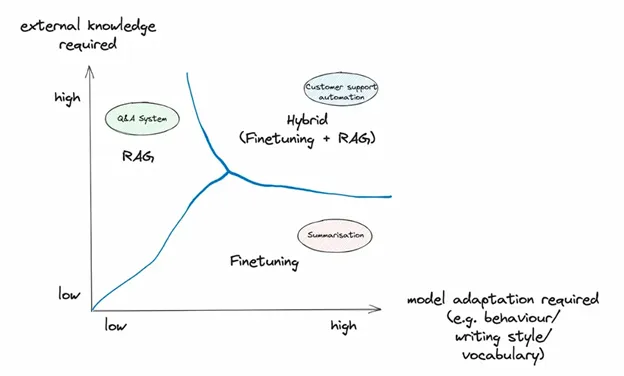 external knowledge
required
high
Customer support
automation
Q&A System
Hybrid
(Finetuning + RAG)
RAG
Summarisation
Finetuning
low
low
high
model adaptation required
(e.g. behaviour/
writing style/
vocabulary)